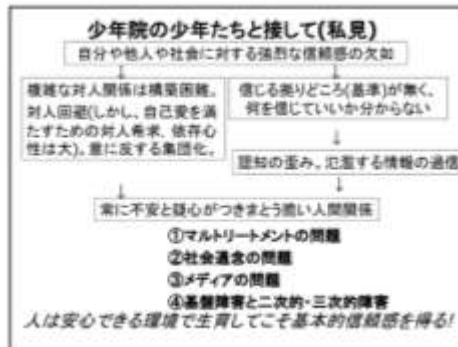 少年院の少年たちと接して(私見)
自分や他人や社会に対する強烈な信頼感の欠如
↓
↓
複雑な対人関係は構築困難。
対人回避(しかし、自己愛を満
たすための対人希求、依存心
性は大)。意に反する集団化。
信じる拠りどころ(基準)が無く、
何を信じていいか分からない
↓
認知の歪み、氾濫する情報の過信
↓
↓
常に不安と疑心がつきまとう脆い人間関係
①マルトリートメントの問題
②社会通念の問題
③メディアの問題
④基盤障害と二次的・三次的障害
人は安心できる環境で生育してこそ基本的信頼感を得る!